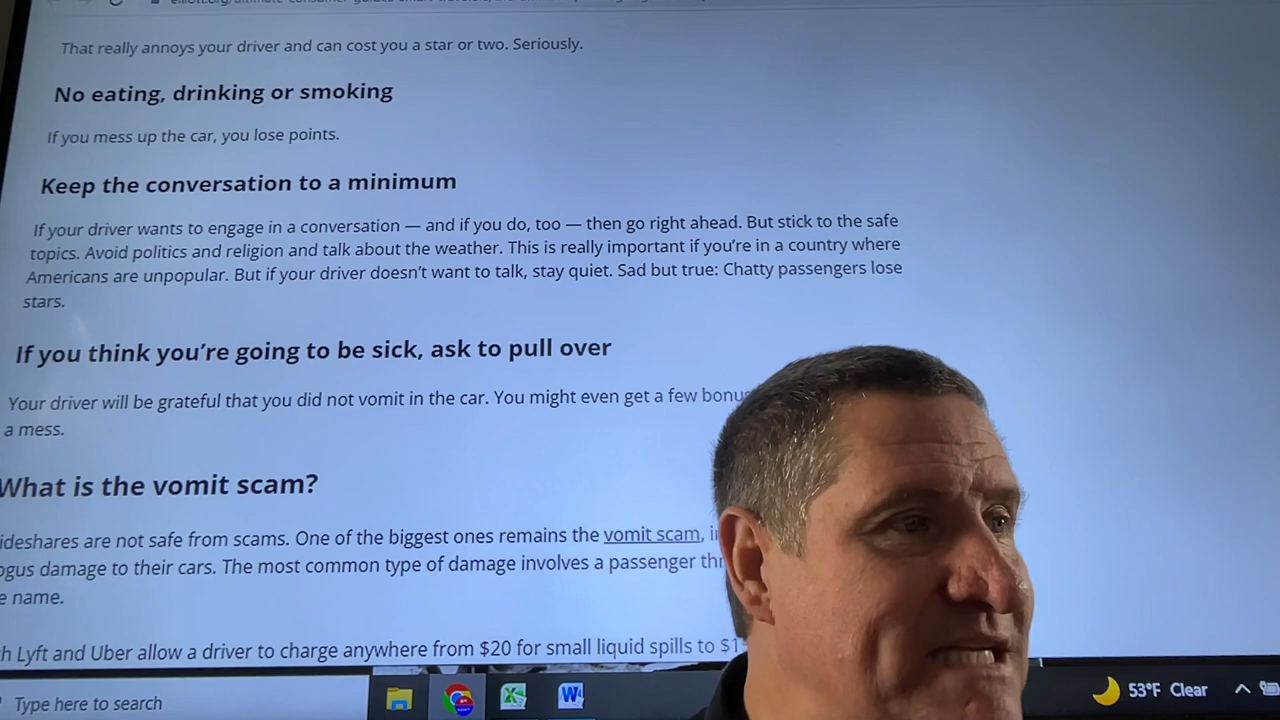 That really annoys your driver and can cost you a star or two. Seriously.
No eating, drinking or smoking
If you mess up the car, you lose points.
Keep the conversation to a minimum
If your driver wants to engage in a conversation — and if you do, too — then go right ahead. But stick to the safe
topics. Avoid politics and religion and talk about the weather. This is really important if you're in a country where
Americans are unpopular. But if your driver doesn't want to talk, stay quiet. Sad but true: Chatty passengers lose
stars.
If you think you're going to be sick, ask to pull over
Your driver will be grateful that you did not vomit in the car. You might even get a few
a mess.
What is the vomit scam?
are not safe from scams. One of the biggest ones remains the vomit scam,
damage to their cars. The most common type of damage involves a passenger
name.
Lyft and Uber allow a driver to charge anywhere from $20 for small liquid spills to
Type here to search
53°F Clear